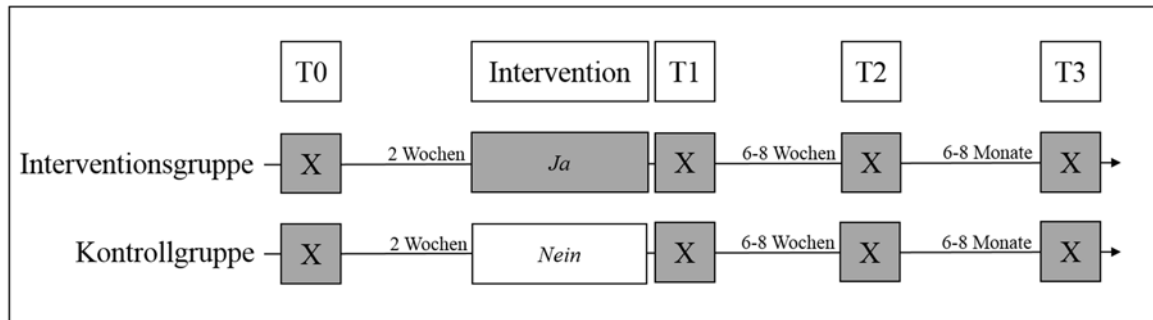 T0 Intervention T1 T2 T3
Interventionsgruppe X 2 Wochen Ja X 6-8 Wochen X 6-8 Monate X
Kontrollgruppe X 2 Wochen Nein X 6-8 Wochen X 6-8 Monate X